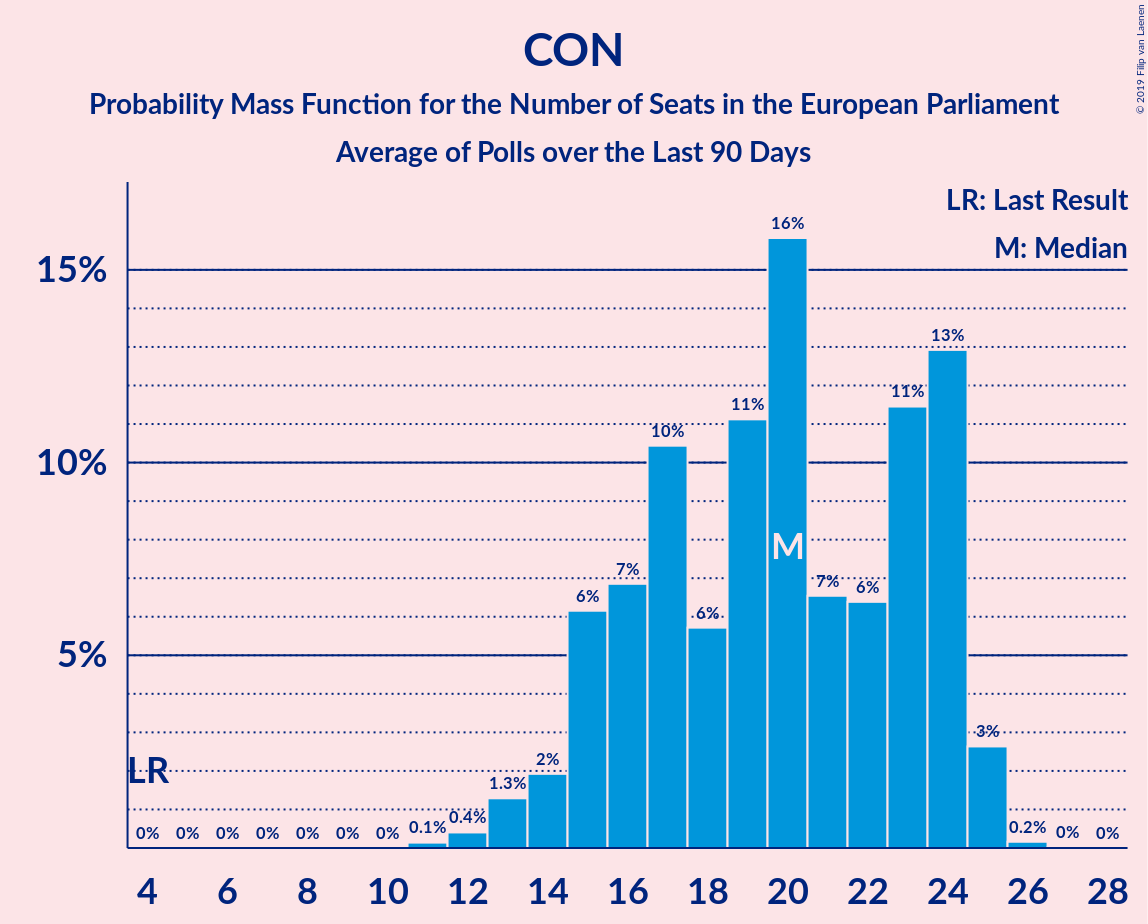 CON
Probability Mass Function for the Number of Seats in the European Parliament
Average of Polls over the Last 90 Days
© 2019 Filip van Laenen
LR: Last Result
M: Median
15%
10%
5%
LR
M
0% 0% 0% 0% 0% 0% 0% 0.1% 0.4% 1.3% 2% 6% 7% 10% 6% 11% 16% 7% 6% 11% 13% 3% 0.2% 0% 0%
4 6 8 10 12 14 16 18 20 22 24 26 28